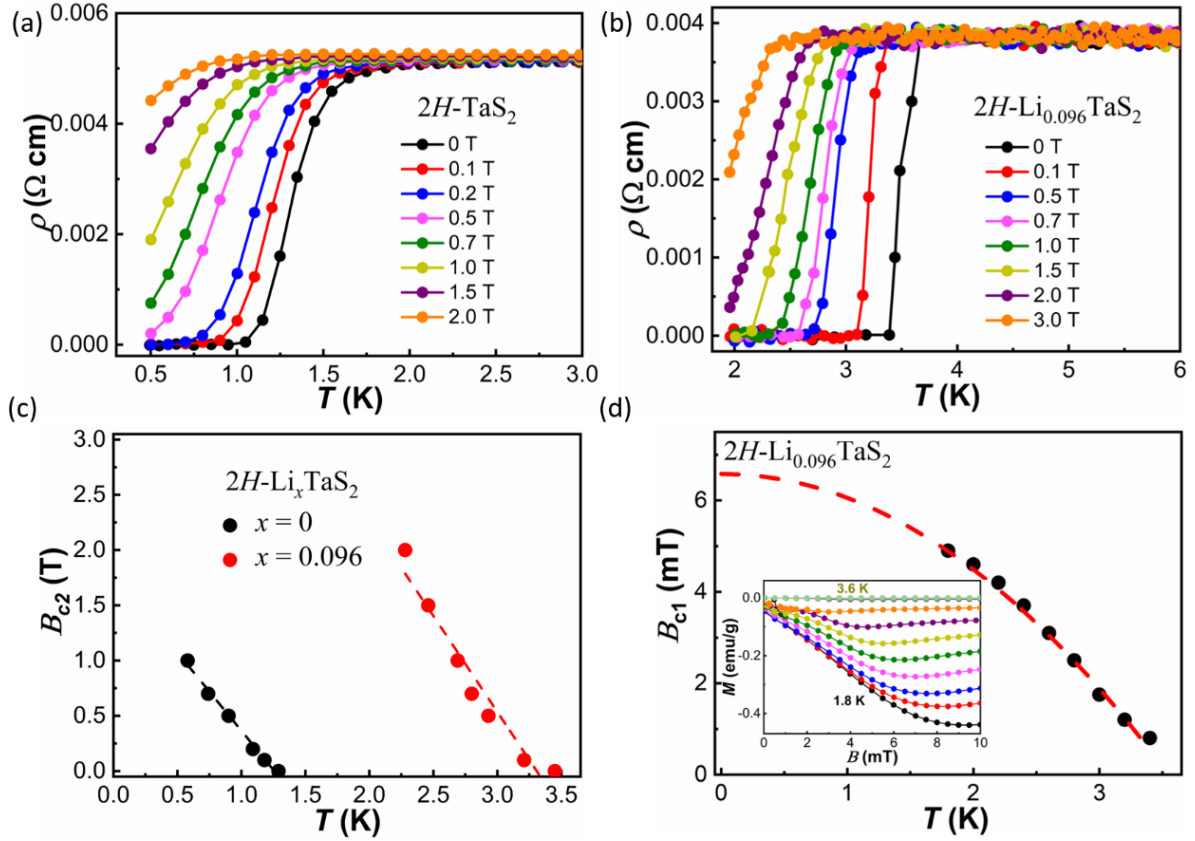 (a)
0.006
0.004
0.002
0.000
ρ (Ω cm)
2H-TaS₂
0 T
0.1 T
0.2 T
0.5 T
0.7 T
1.0 T
1.5 T
2.0 T
0.5 1.0 1.5 2.0 2.5 3.0
T (K)
(b)
0.004
0.003
0.002
0.001
0.000
ρ (Ω cm)
2H-Li₀.₀₉₆TaS₂
0 T
0.1 T
0.5 T
0.7 T
1.0 T
1.5 T
2.0 T
3.0 T
2 3 4 5 6
T (K)
(c)
3.0
2.5
2.0
1.5
1.0
0.5
0.0
B_c2 (T)
2H-LiₓTaS₂
x = 0
x = 0.096
0.0 0.5 1.0 1.5 2.0 2.5 3.0 3.5
T (K)
(d)
6
4
2
0
B_c1 (mT)
2H-Li₀.₀₉₆TaS₂
0.0
-0.2
-0.4
M (emu/g)
3.6 K
1.8 K
0 2 4 6 8 10
B (mT)
0 1 2 3
T (K)